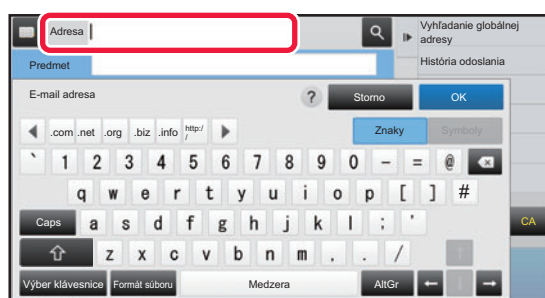 Adresa
Vyhľadanie globálnej
adresy
Predmet
História odoslania
E-mail adresa
? Storno OK
.com .net .org .biz .info http:/
/
Znaky Symboly
` 1 2 3 4 5 6 7 8 9 0 - = @
q w e r t y u i o p [ ] #
Caps a s d f g h j k l ; '
CA
z x c v b n m , . /
Výber klávesnice Formát súboru Medzera AltGr